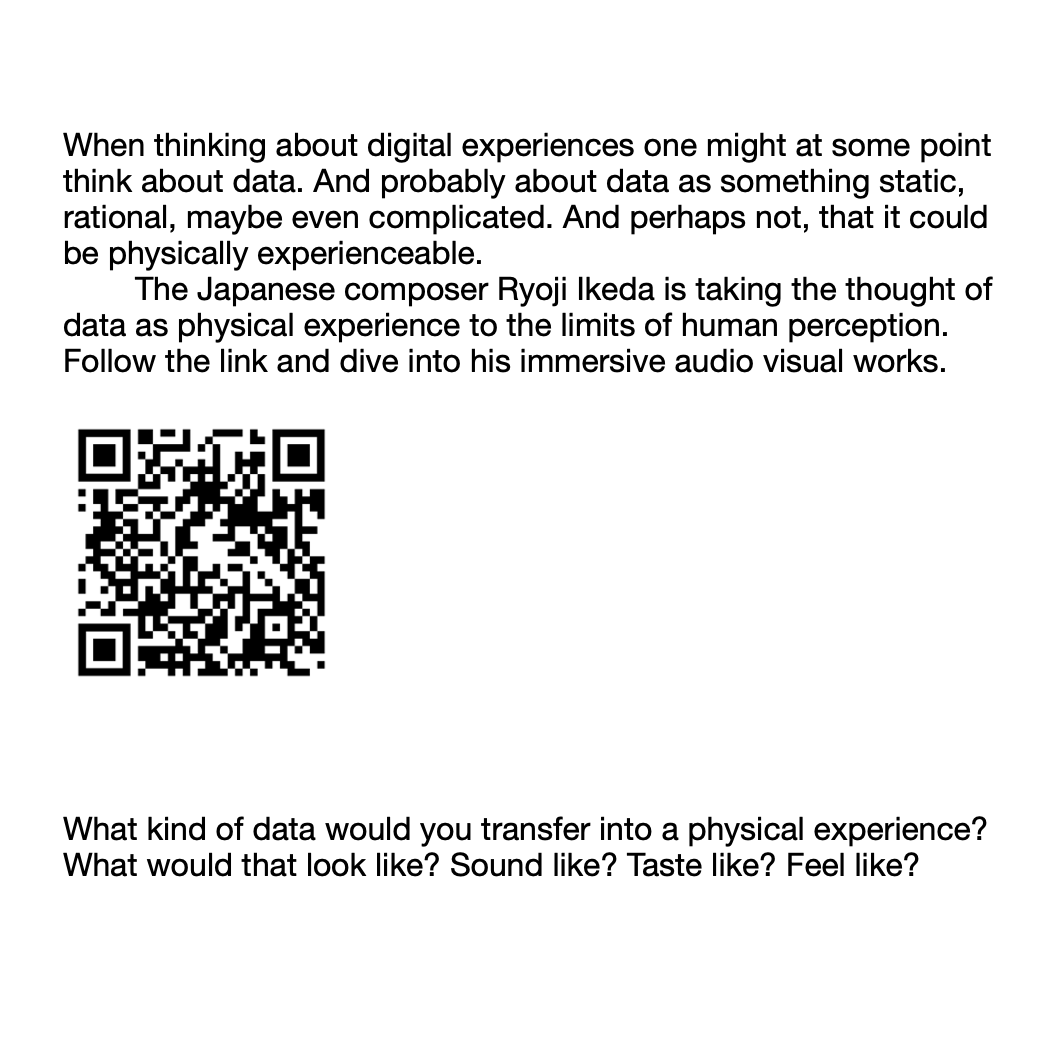 When thinking about digital experiences one might at some point
think about data. And probably about data as something static,
rational, maybe even complicated. And perhaps not, that it could
be physically experienceable.
The Japanese composer Ryoji Ikeda is taking the thought of
data as physical experience to the limits of human perception.
Follow the link and dive into his immersive audio visual works.
What kind of data would you transfer into a physical experience?
What would that look like? Sound like? Taste like? Feel like?